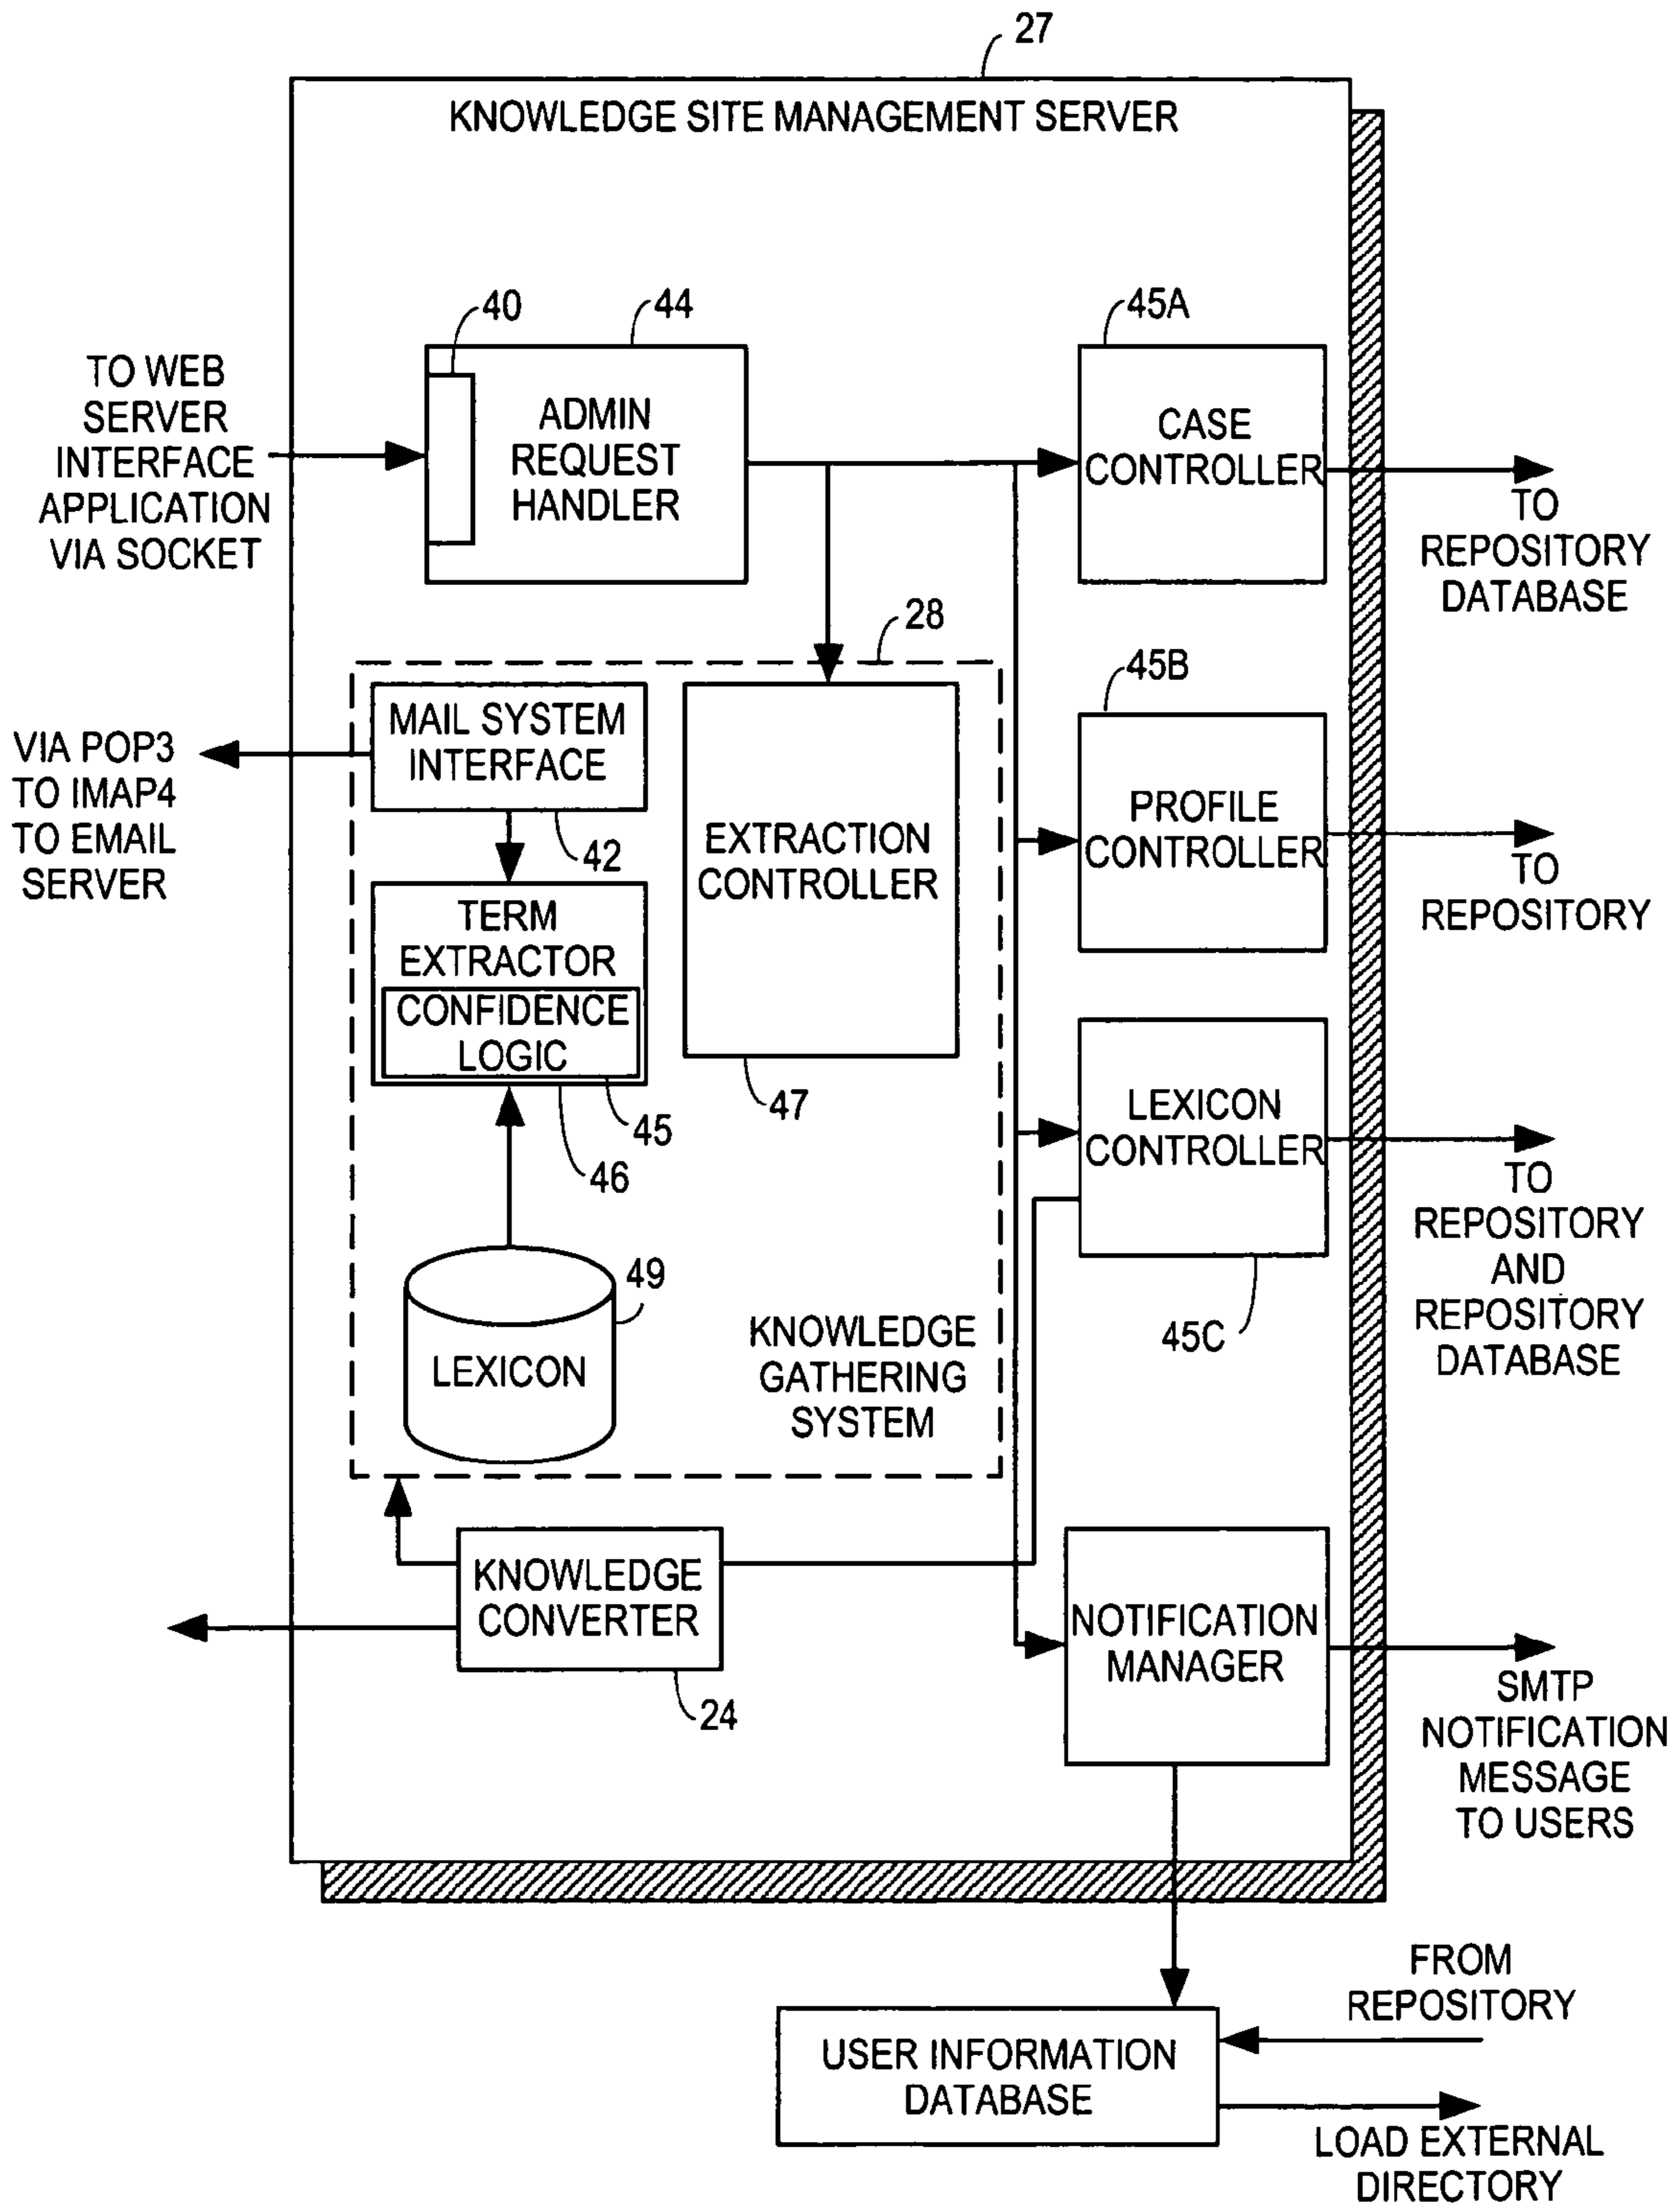 27
KNOWLEDGE SITE MANAGEMENT SERVER
40
44
45A
TO WEB
SERVER
INTERFACE
APPLICATION
VIA SOCKET
ADMIN
REQUEST
HANDLER
CASE
CONTROLLER
TO
REPOSITORY
DATABASE
28
45B
MAIL SYSTEM
INTERFACE
42
VIA POP3
TO IMAP4
TO EMAIL
SERVER
EXTRACTION
CONTROLLER
47
PROFILE
CONTROLLER
TO
REPOSITORY
TERM
EXTRACTOR
CONFIDENCE
LOGIC
45
46
LEXICON
CONTROLLER
45C
TO
REPOSITORY
AND
REPOSITORY
DATABASE
49
LEXICON
KNOWLEDGE
GATHERING
SYSTEM
KNOWLEDGE
CONVERTER
24
NOTIFICATION
MANAGER
SMTP
NOTIFICATION
MESSAGE
TO USERS
FROM
REPOSITORY
USER INFORMATION
DATABASE
LOAD EXTERNAL
DIRECTORY